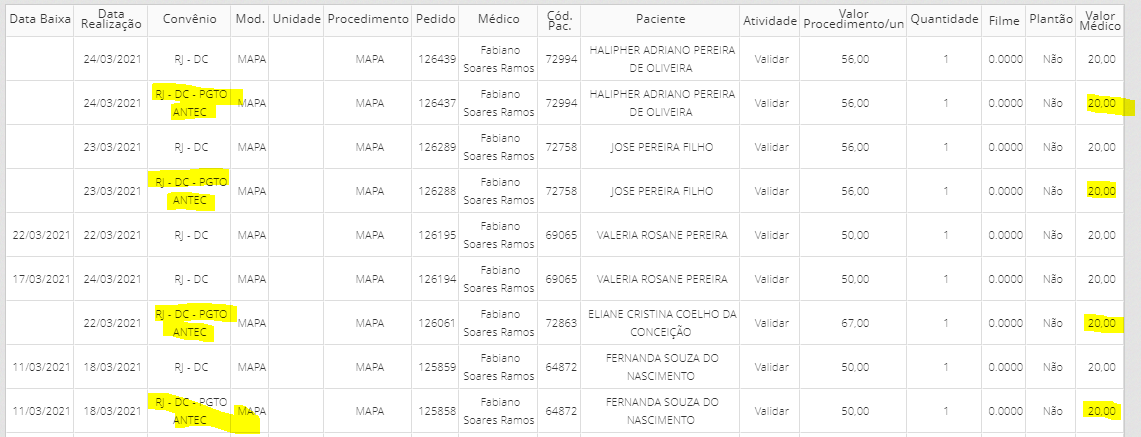 Data Baixa Data Realização Convênio Mod. Unidade Procedimento Pedido Médico Cód. Pac. Paciente Atividade Valor Procedimento/un Quantidade Filme Plantão Valor Médico
24/03/2021 RJ - DC MAPA MAPA 126439 Fabiano Soares Ramos 72994 HALIPHER ADRIANO PEREIRA DE OLIVEIRA Validar 56,00 1 0.0000 Não 20,00
24/03/2021 RJ - DC - PGTO ANTEC MAPA MAPA 126437 Fabiano Soares Ramos 72994 HALIPHER ADRIANO PEREIRA DE OLIVEIRA Validar 56,00 1 0.0000 Não 20,00
23/03/2021 RJ - DC MAPA MAPA 126289 Fabiano Soares Ramos 72758 JOSE PEREIRA FILHO Validar 56,00 1 0.0000 Não 20,00
23/03/2021 RJ - DC - PGTO ANTEC MAPA MAPA 126288 Fabiano Soares Ramos 72758 JOSE PEREIRA FILHO Validar 56,00 1 0.0000 Não 20,00
22/03/2021 22/03/2021 RJ - DC MAPA MAPA 126195 Fabiano Soares Ramos 69065 VALERIA ROSANE PEREIRA Validar 50,00 1 0.0000 Não 20,00
17/03/2021 24/03/2021 RJ - DC MAPA MAPA 126194 Fabiano Soares Ramos 69065 VALERIA ROSANE PEREIRA Validar 50,00 1 0.0000 Não 20,00
22/03/2021 RJ - DC - PGTO ANTEC MAPA MAPA 126061 Fabiano Soares Ramos 72863 ELIANE CRISTINA COELHO DA CONCEIÇÃO Validar 67,00 1 0.0000 Não 20,00
11/03/2021 18/03/2021 RJ - DC MAPA MAPA 125859 Fabiano Soares Ramos 64872 FERNANDA SOUZA DO NASCIMENTO Validar 50,00 1 0.0000 Não 20,00
11/03/2021 18/03/2021 RJ - DC - PGTO ANTEC MAPA MAPA 125858 Fabiano Soares Ramos 64872 FERNANDA SOUZA DO NASCIMENTO Validar 50,00 1 0.0000 Não 20,00